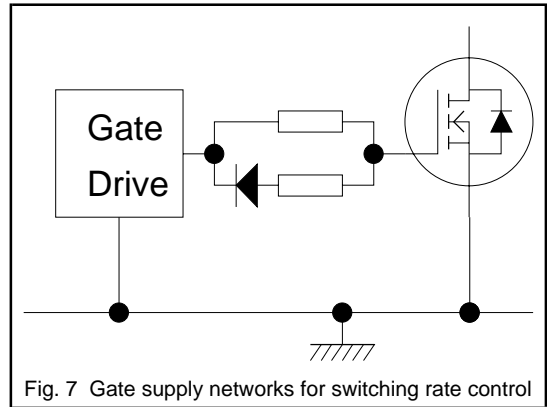 Gate
Drive
Fig. 7 Gate supply networks for switching rate control